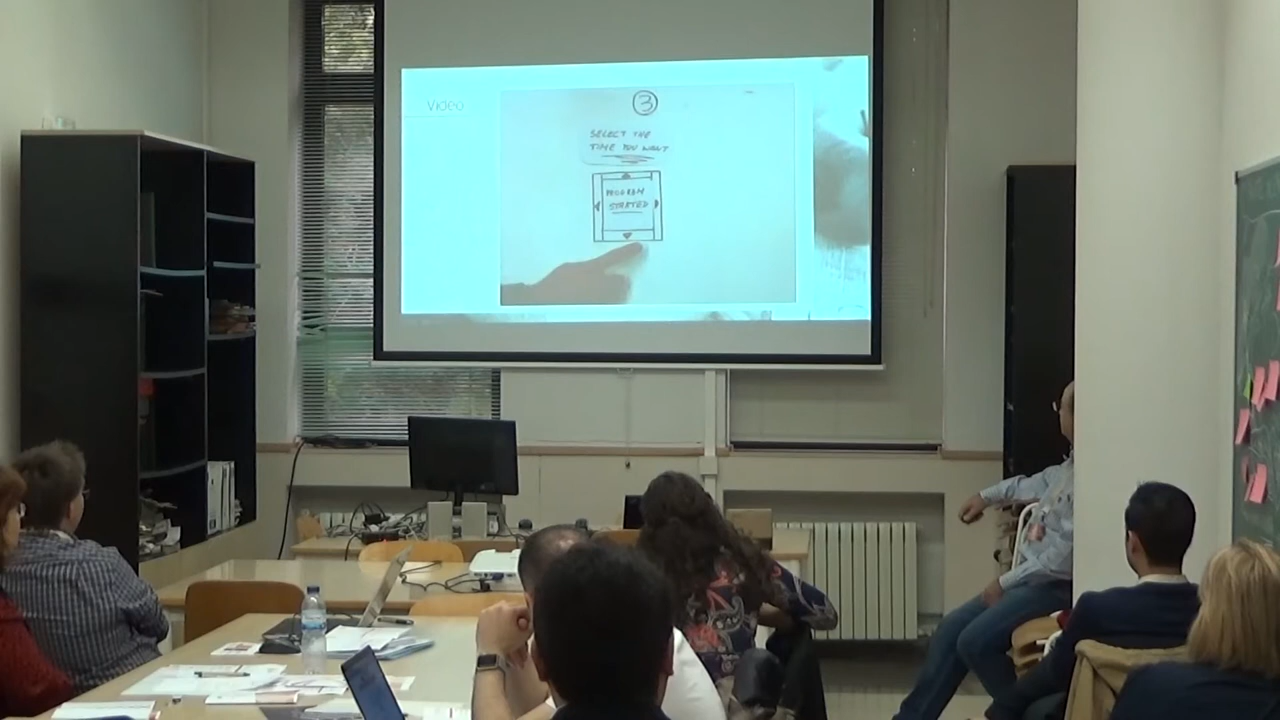 Video
3
SELECT THE
TIME YOU WANT
PROGRAM
STARTED